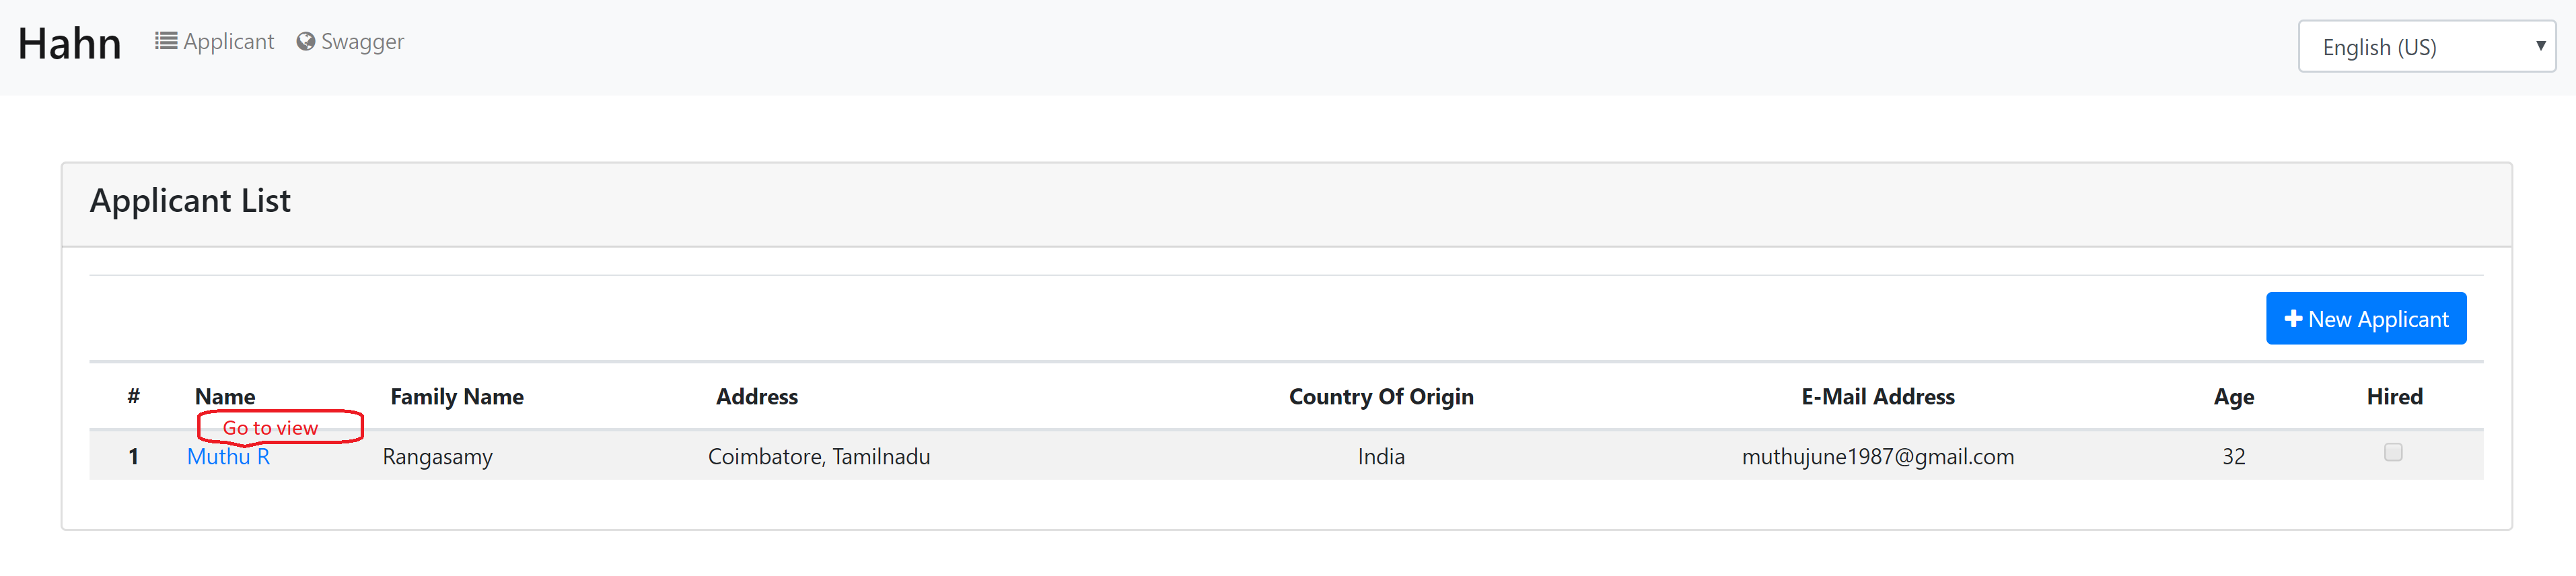 Hahn Applicant Swagger English (US)
Applicant List
New Applicant
# Name Family Name Address Country Of Origin E-Mail Address Age Hired
Go to view
1 Muthu R Rangasamy Coimbatore, Tamilnadu India muthujune1987@gmail.com 32